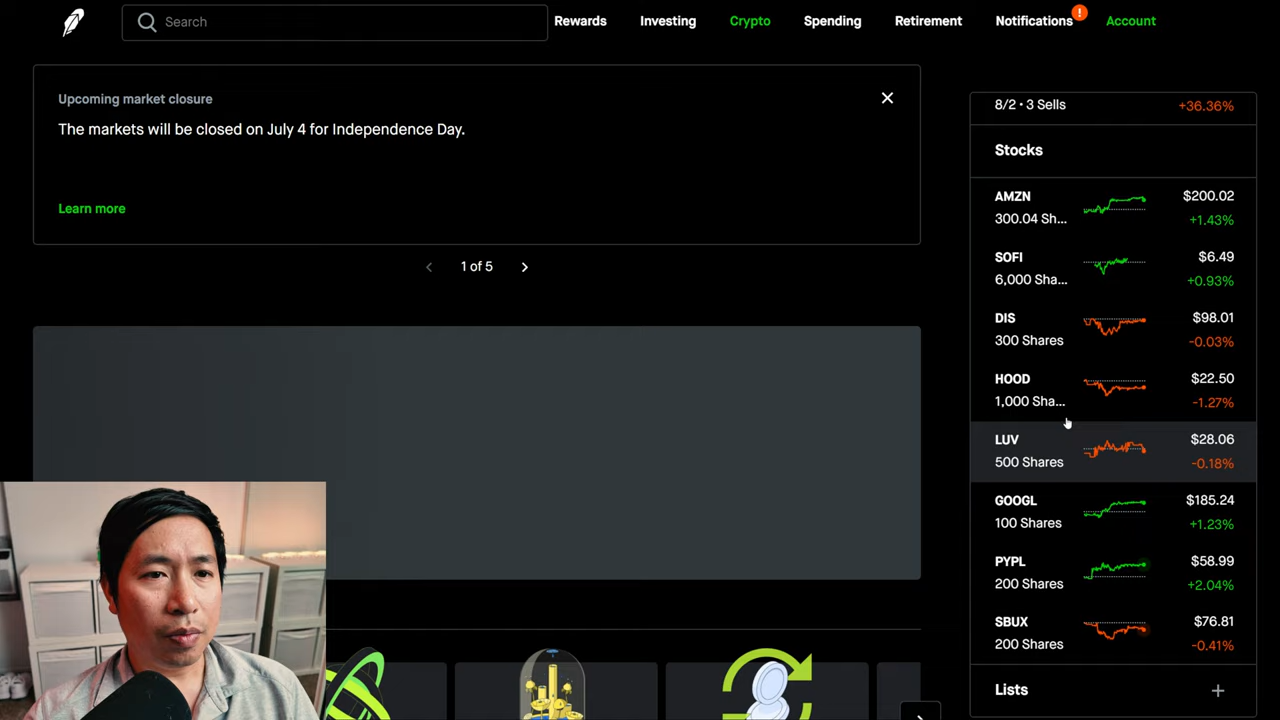 Search
Rewards
Investing
Crypto
Spending
Retirement
Notifications
!
Account
Upcoming market closure
The markets will be closed on July 4 for Independence Day.
Learn more
1 of 5
8/2 • 3 Sells
+36.36%
Stocks
AMZN
$200.02
300.04 Sh...
+1.43%
SOFI
$6.49
6,000 Sha...
+0.93%
DIS
$98.01
300 Shares
-0.03%
HOOD
$22.50
1,000 Sha...
-1.27%
LUV
$28.06
500 Shares
-0.18%
GOOGL
$185.24
100 Shares
+1.23%
PYPL
$58.99
200 Shares
+2.04%
SBUX
$76.81
200 Shares
-0.41%
Lists
+